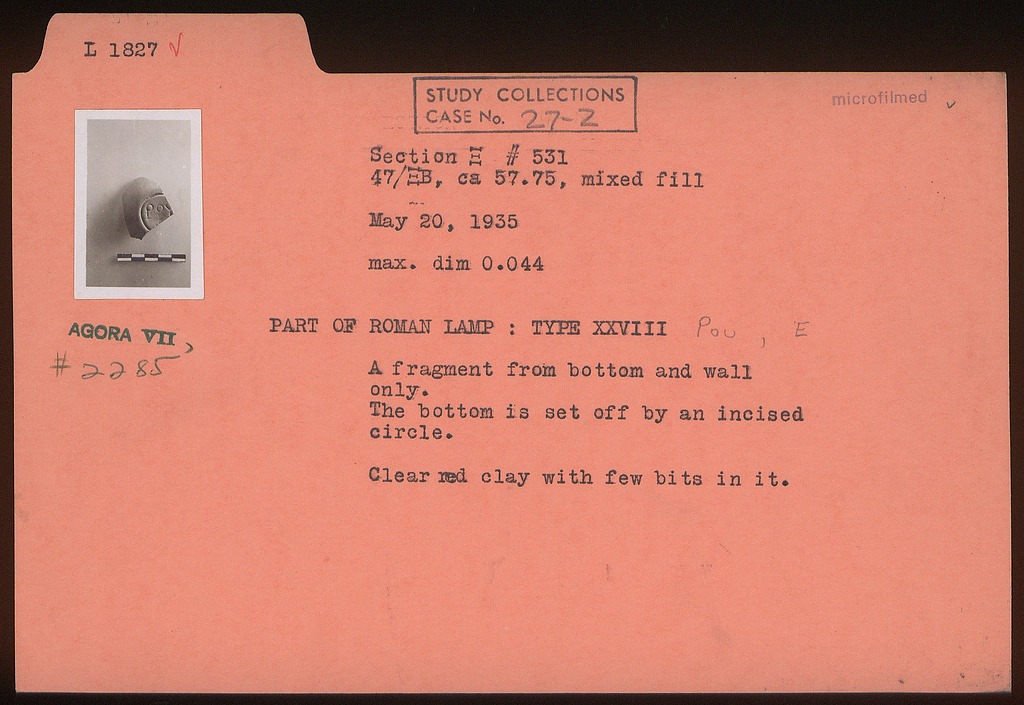 L 1827 √
STUDY COLLECTIONS
CASE No. 27-2
microfilmed ✓
Section Ξ # 531
47/ΞB, ca 57.75, mixed fill
May 20, 1935
max. dim 0.044
AGORA VII,
# 2285
PART OF ROMAN LAMP : TYPE XXVIII Ρου , Ε
A fragment from bottom and wall
only.
The bottom is set off by an incised
circle.
Clear red clay with few bits in it.